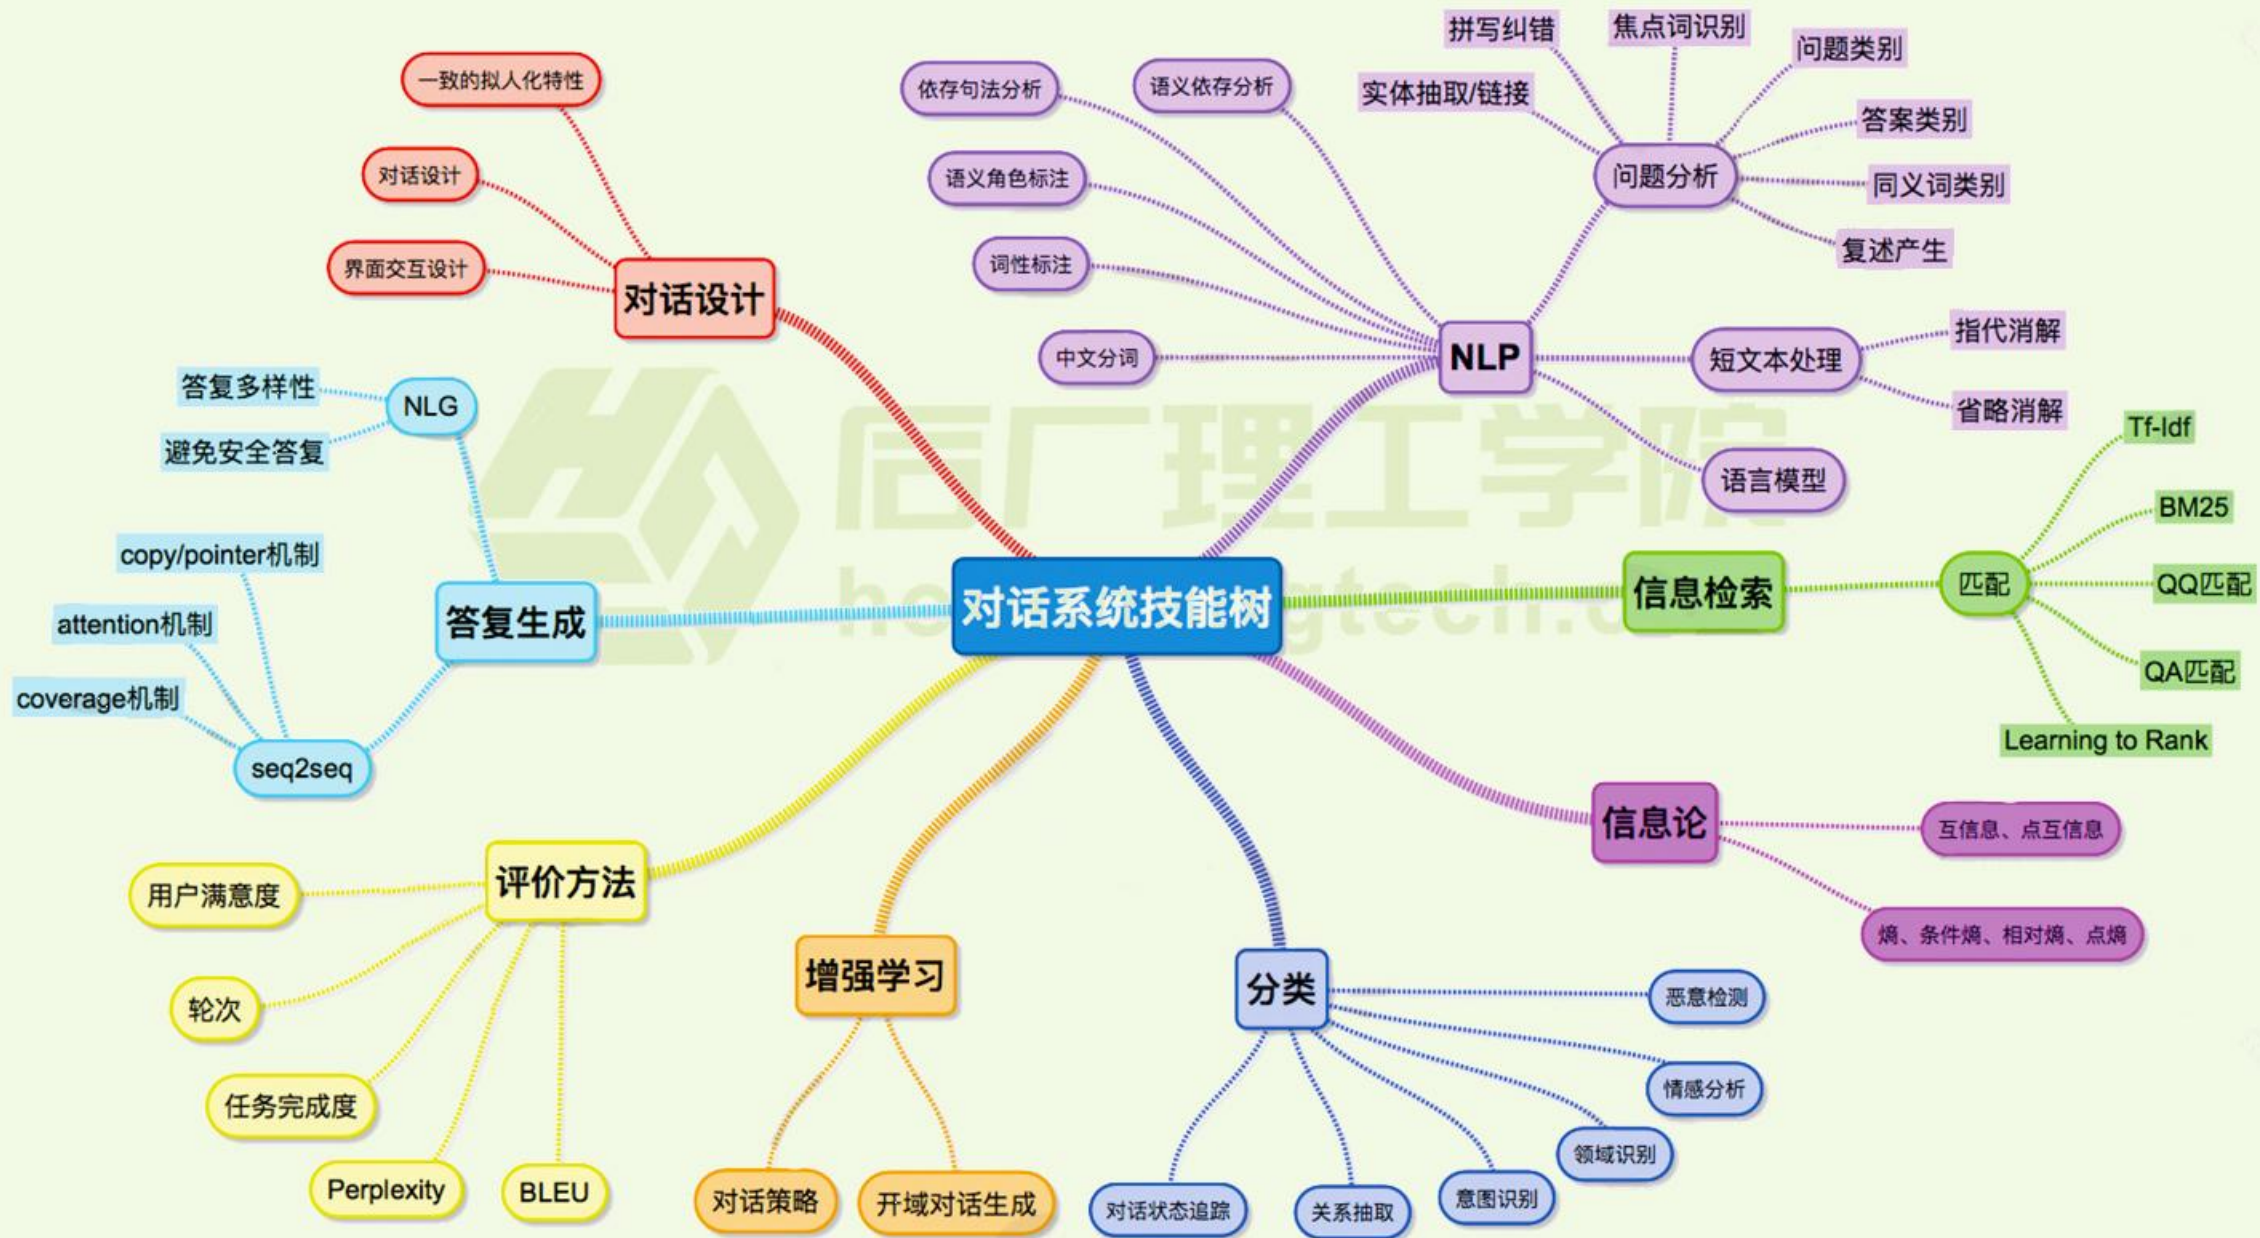 一致的拟人化特性
对话设计
界面交互设计
对话设计
依存句法分析
语义依存分析
语义角色标注
词性标注
中文分词
NLP
拼写纠错
焦点词识别
问题类别
实体抽取/链接
答案类别
问题分析
同义词类别
复述产生
短文本处理
指代消解
省略消解
语言模型
答复多样性
NLG
避免安全答复
copy/pointer机制
attention机制
coverage机制
答复生成
seq2seq
对话系统技能树
信息检索
匹配
Tf-Idf
BM25
QQ匹配
QA匹配
Learning to Rank
信息论
互信息、点互信息
熵、条件熵、相对熵、点熵
评价方法
用户满意度
轮次
任务完成度
Perplexity
BLEU
增强学习
对话策略
开域对话生成
分类
恶意检测
情感分析
领域识别
意图识别
关系抽取
对话状态追踪
后厂理工学院